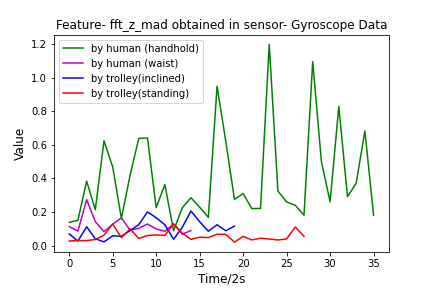 Feature- fft_z_mad obtained in sensor- Gyroscope Data
by human (handhold)
by human (waist)
by trolley(inclined)
by trolley(standing)
Value
1.2
1.0
0.8
0.6
0.4
0.2
0.0
0 5 10 15 20 25 30 35
Time/2s